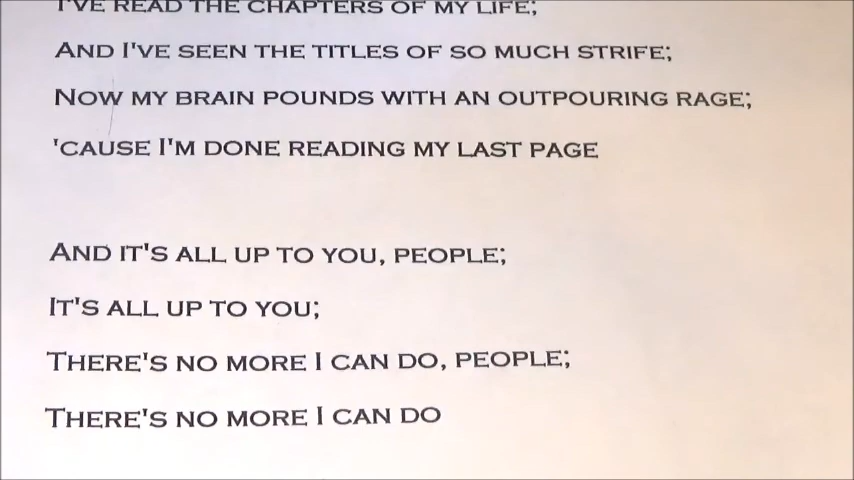 I'VE READ THE CHAPTERS OF MY LIFE;
AND I'VE SEEN THE TITLES OF SO MUCH STRIFE;
NOW MY BRAIN POUNDS WITH AN OUTPOURING RAGE;
'CAUSE I'M DONE READING MY LAST PAGE
AND IT'S ALL UP TO YOU, PEOPLE;
IT'S ALL UP TO YOU;
THERE'S NO MORE I CAN DO, PEOPLE;
THERE'S NO MORE I CAN DO